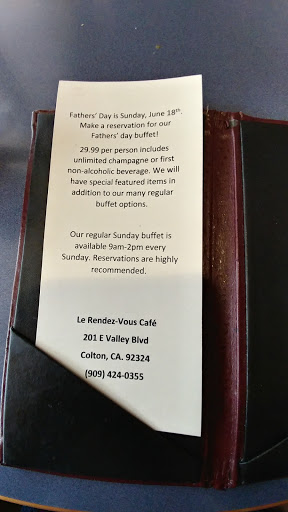 Fathers' Day is Sunday, June 18th.
Make a reservation for our
Fathers' day buffet!
29.99 per person includes
unlimited champagne or first
non-alcoholic beverage. We will
have special featured items in
addition to our many regular
buffet options.
Our regular Sunday buffet is
available 9am-2pm every
Sunday. Reservations are highly
recommended.
Le Rendez-Vous Café
201 E Valley Blvd
Colton, CA. 92324
(909) 424-0355